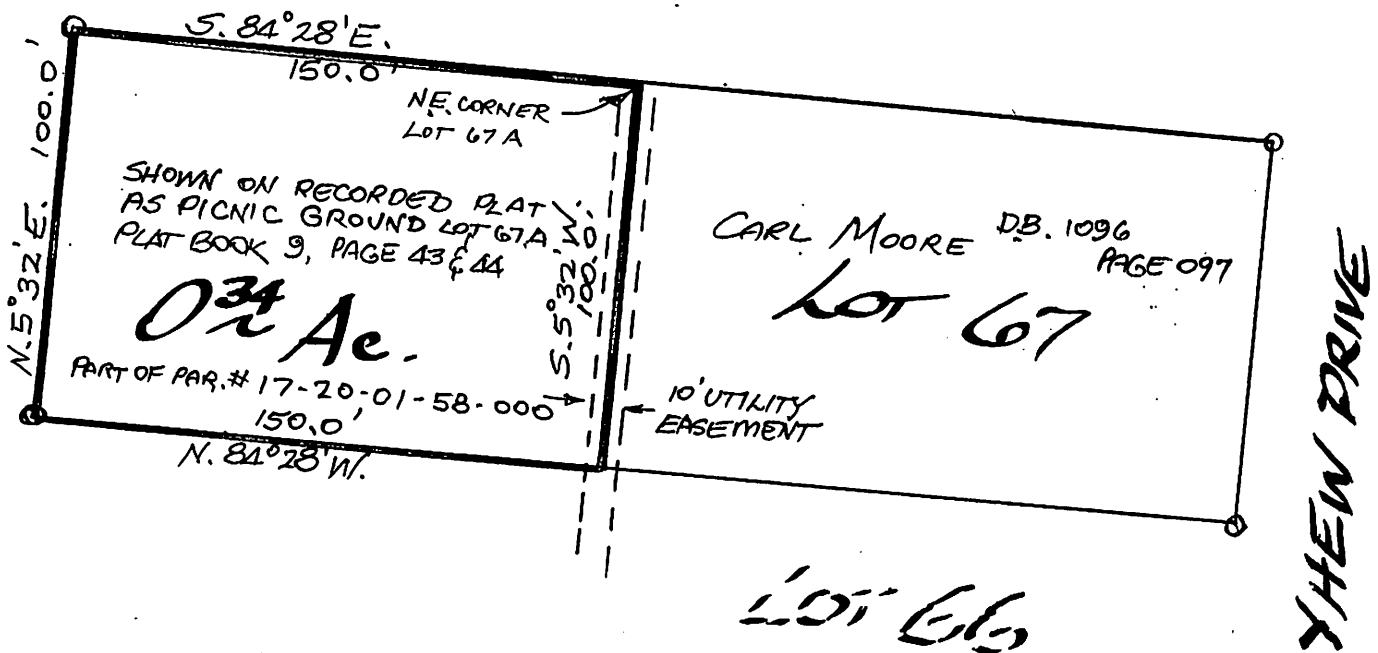 S. 84°28'E.
150.0'
N.E. CORNER
LOT 67A
N. 5°32'E. 100.0'
SHOWN ON RECORDED PLAT
AS PICNIC GROUND LOT 67A
PLAT BOOK 9, PAGE 43 & 44
0 34 Ac.
PART OF PAR.# 17-20-01-58-000
150.0'
N. 84°28'W.
S. 5°32'W.
100.0'
10' UTILITY
EASEMENT
CARL MOORE D.B. 1096
PAGE 097
LOT 67
LOT 66
YHEW DRIVE